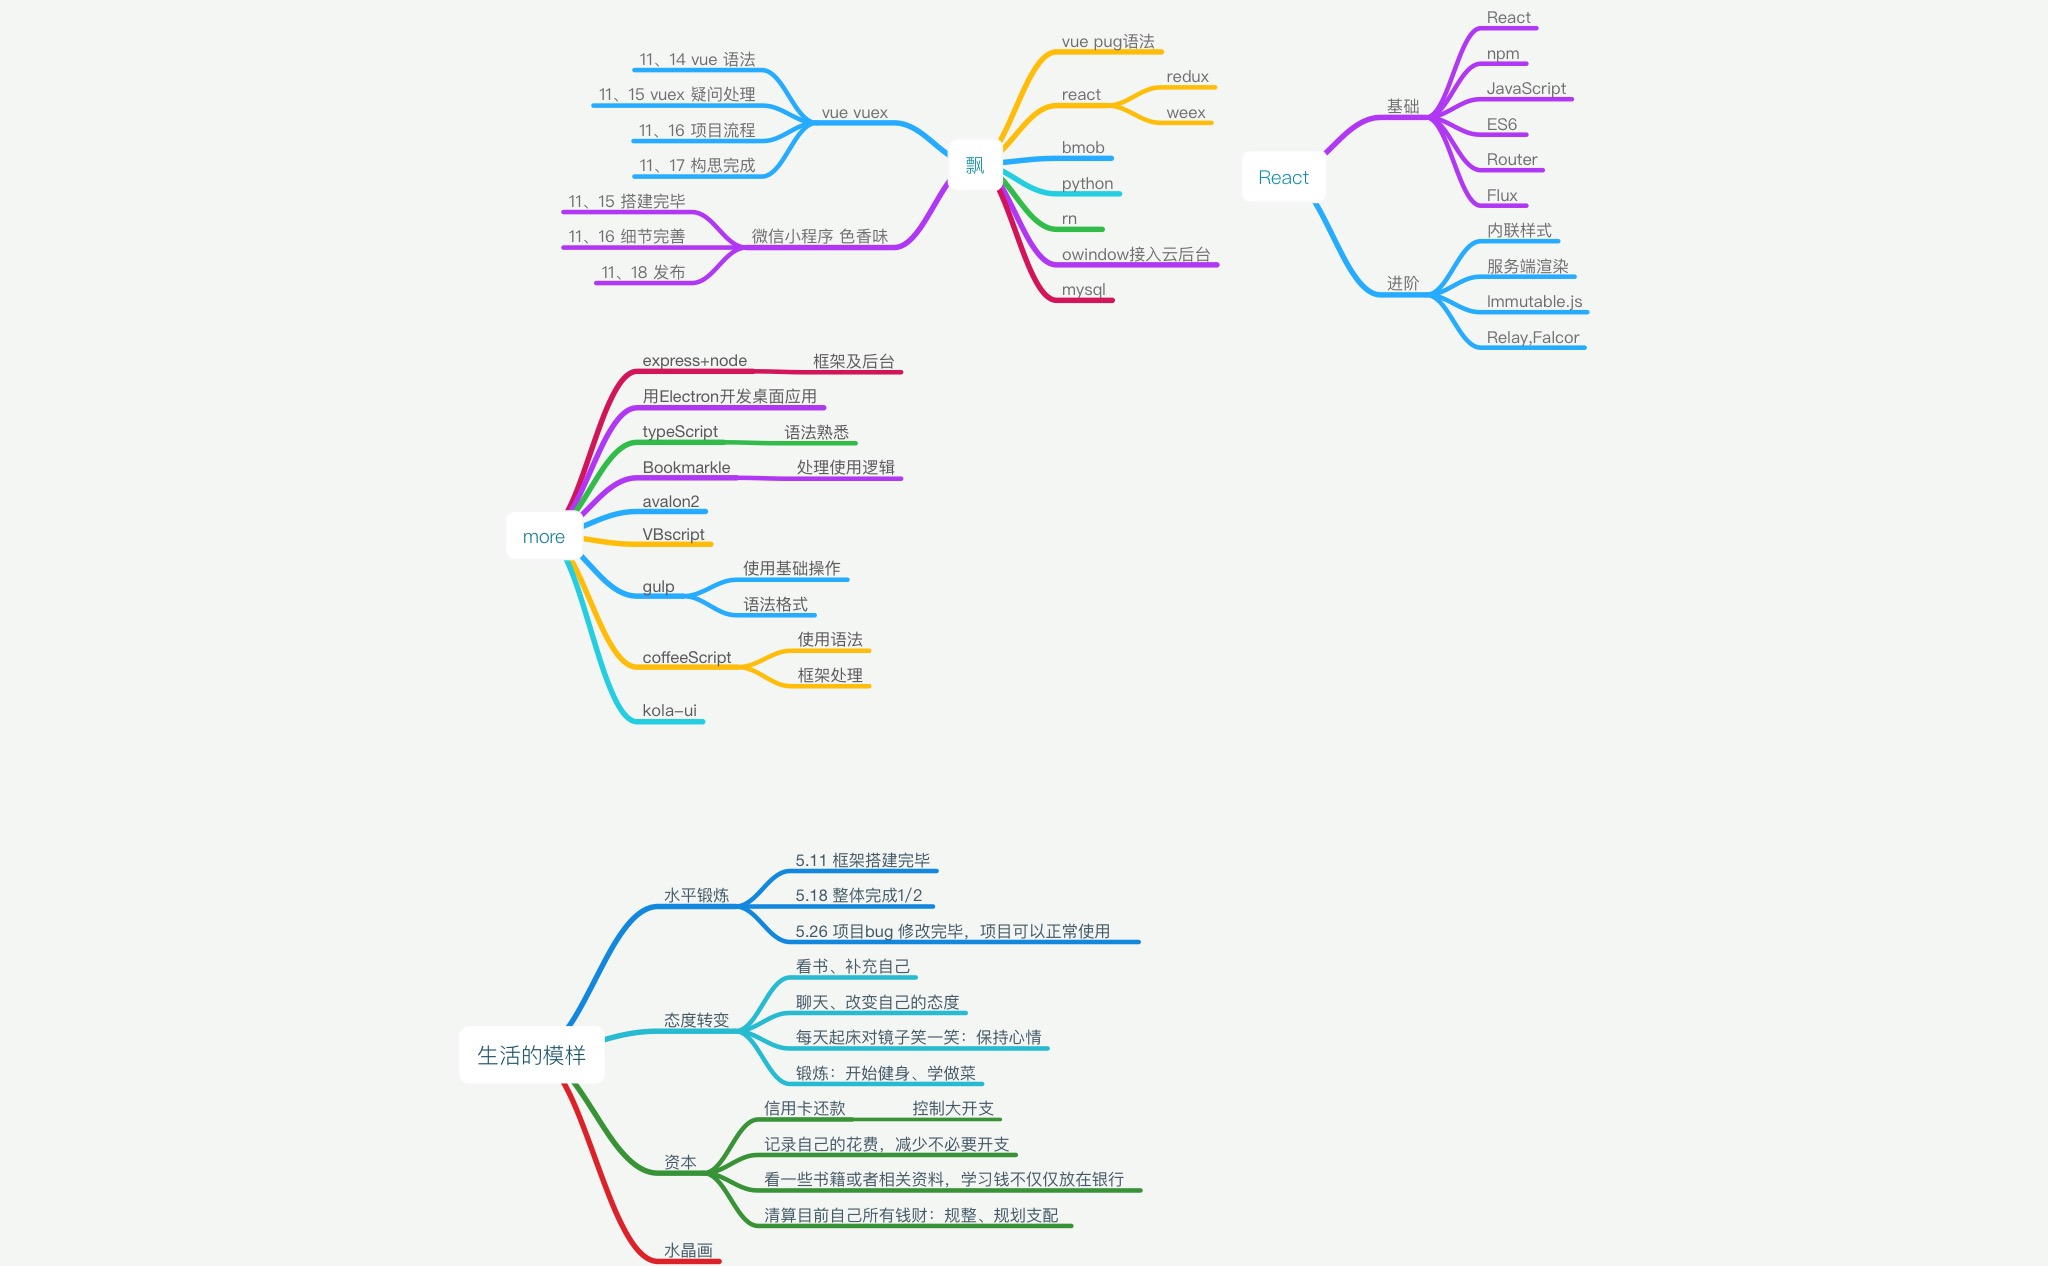 飘
vue vuex
11、14 vue 语法
11、15 vuex 疑问处理
11、16 项目流程
11、17 构思完成
微信小程序 色香味
11、15 搭建完毕
11、16 细节完善
11、18 发布
vue pug语法
react
redux
weex
bmob
python
rn
owindow接入云后台
mysql
React
基础
React
npm
JavaScript
ES6
Router
Flux
进阶
内联样式
服务端渲染
Immutable.js
Relay,Falcor
more
express+node
框架及后台
用Electron开发桌面应用
typeScript
语法熟悉
Bookmarkle
处理使用逻辑
avalon2
VBscript
gulp
使用基础操作
语法格式
coffeeScript
使用语法
框架处理
kola-ui
生活的模样
水平锻炼
5.11 框架搭建完毕
5.18 整体完成1/2
5.26 项目bug 修改完毕，项目可以正常使用
态度转变
看书、补充自己
聊天、改变自己的态度
每天起床对镜子笑一笑：保持心情
锻炼：开始健身、学做菜
资本
信用卡还款
控制大开支
记录自己的花费，减少不必要开支
看一些书籍或者相关资料，学习钱不仅仅放在银行
清算目前自己所有钱财：规整、规划支配
水晶画